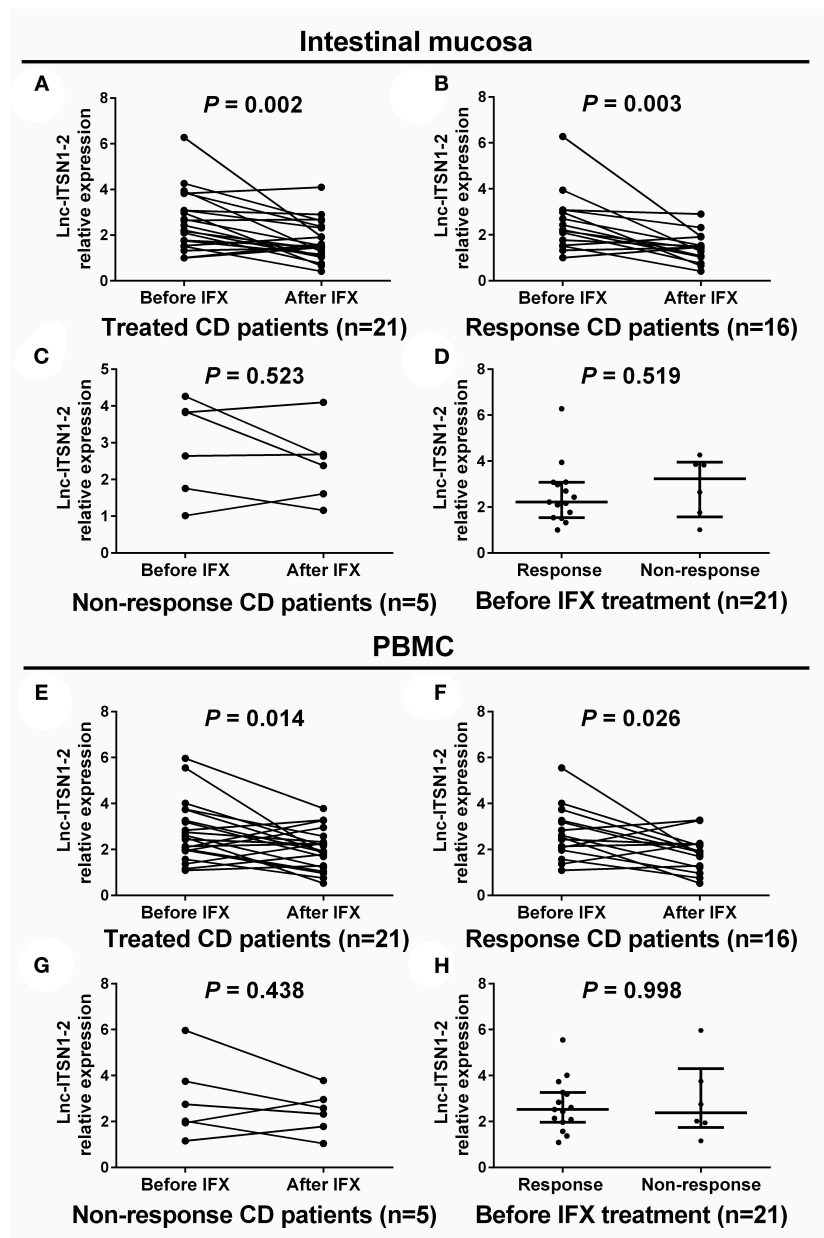 Intestinal mucosa
A
P = 0.002
Lnc-ITSN1-2
relative expression
8
6
4
2
0
Before IFX After IFX
Treated CD patients (n=21)
B
P = 0.003
Lnc-ITSN1-2
relative expression
8
6
4
2
0
Before IFX After IFX
Response CD patients (n=16)
C
P = 0.523
Lnc-ITSN1-2
relative expression
5
4
3
2
1
0
Before IFX After IFX
Non-response CD patients (n=5)
D
P = 0.519
Lnc-ITSN1-2
relative expression
8
6
4
2
0
Response Non-response
Before IFX treatment (n=21)
PBMC
E
P = 0.014
Lnc-ITSN1-2
relative expression
8
6
4
2
0
Before IFX After IFX
Treated CD patients (n=21)
F
P = 0.026
Lnc-ITSN1-2
relative expression
8
6
4
2
0
Before IFX After IFX
Response CD patients (n=16)
G
P = 0.438
Lnc-ITSN1-2
relative expression
8
6
4
2
0
Before IFX After IFX
Non-response CD patients (n=5)
H
P = 0.998
Lnc-ITSN1-2
relative expression
8
6
4
2
0
Response Non-response
Before IFX treatment (n=21)